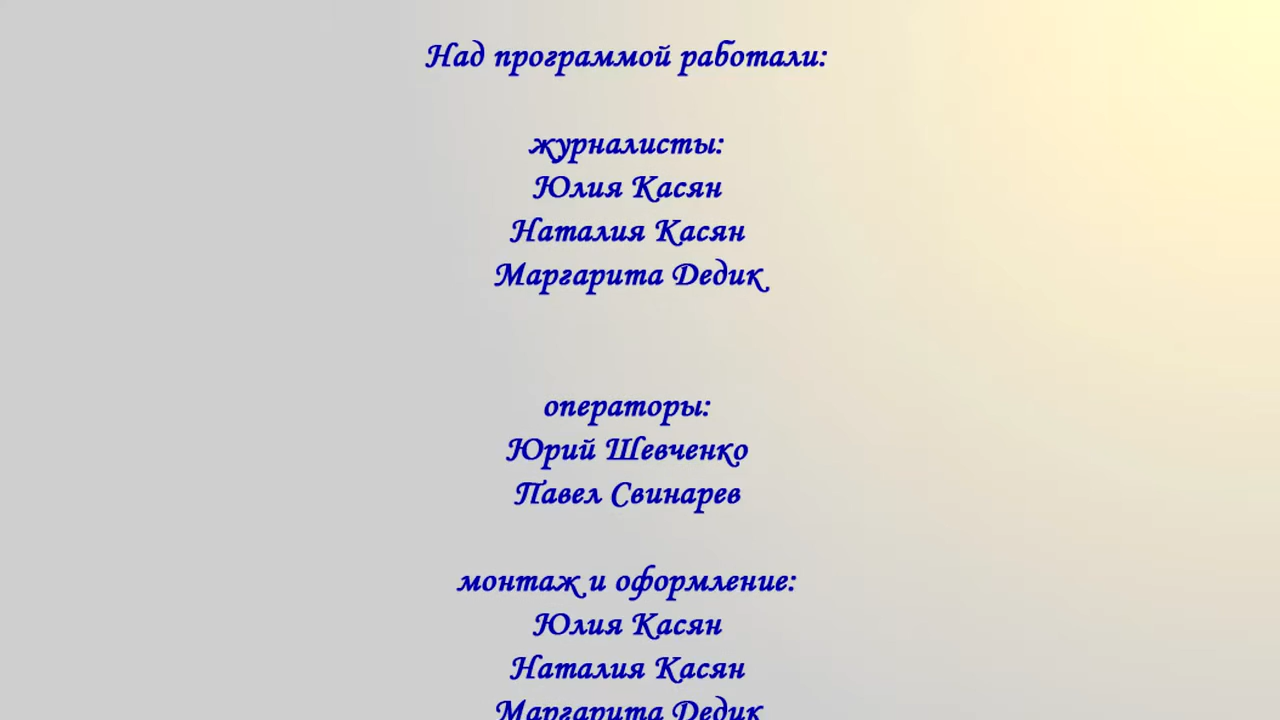 Над программой работали:
журналисты:
Юлия Касян
Наталия Касян
Маргарита Дедик
операторы:
Юрий Шевченко
Павел Свинарев
монтаж и оформление:
Юлия Касян
Наталия Касян
Маргарита Дедик